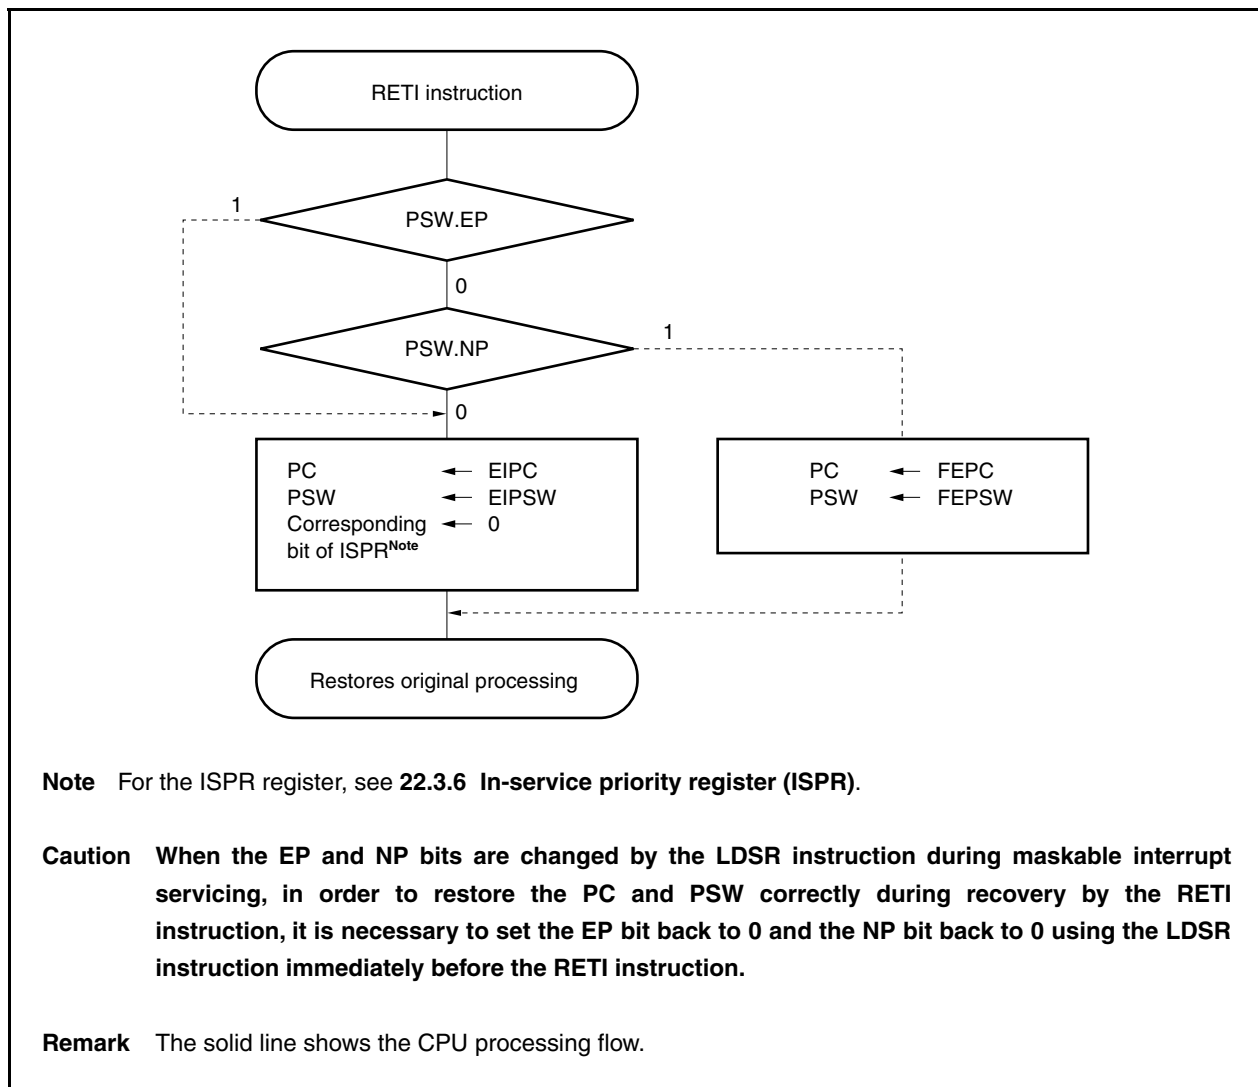 RETI instruction
1
PSW.EP
0
1
PSW.NP
0
PC ← EIPC
PSW ← EIPSW
Corresponding ← 0
bit of ISPRNote
PC ← FEPC
PSW ← FEPSW
Restores original processing
Note For the ISPR register, see 22.3.6 In-service priority register (ISPR).
Caution When the EP and NP bits are changed by the LDSR instruction during maskable interrupt
servicing, in order to restore the PC and PSW correctly during recovery by the RETI
instruction, it is necessary to set the EP bit back to 0 and the NP bit back to 0 using the LDSR
instruction immediately before the RETI instruction.
Remark The solid line shows the CPU processing flow.